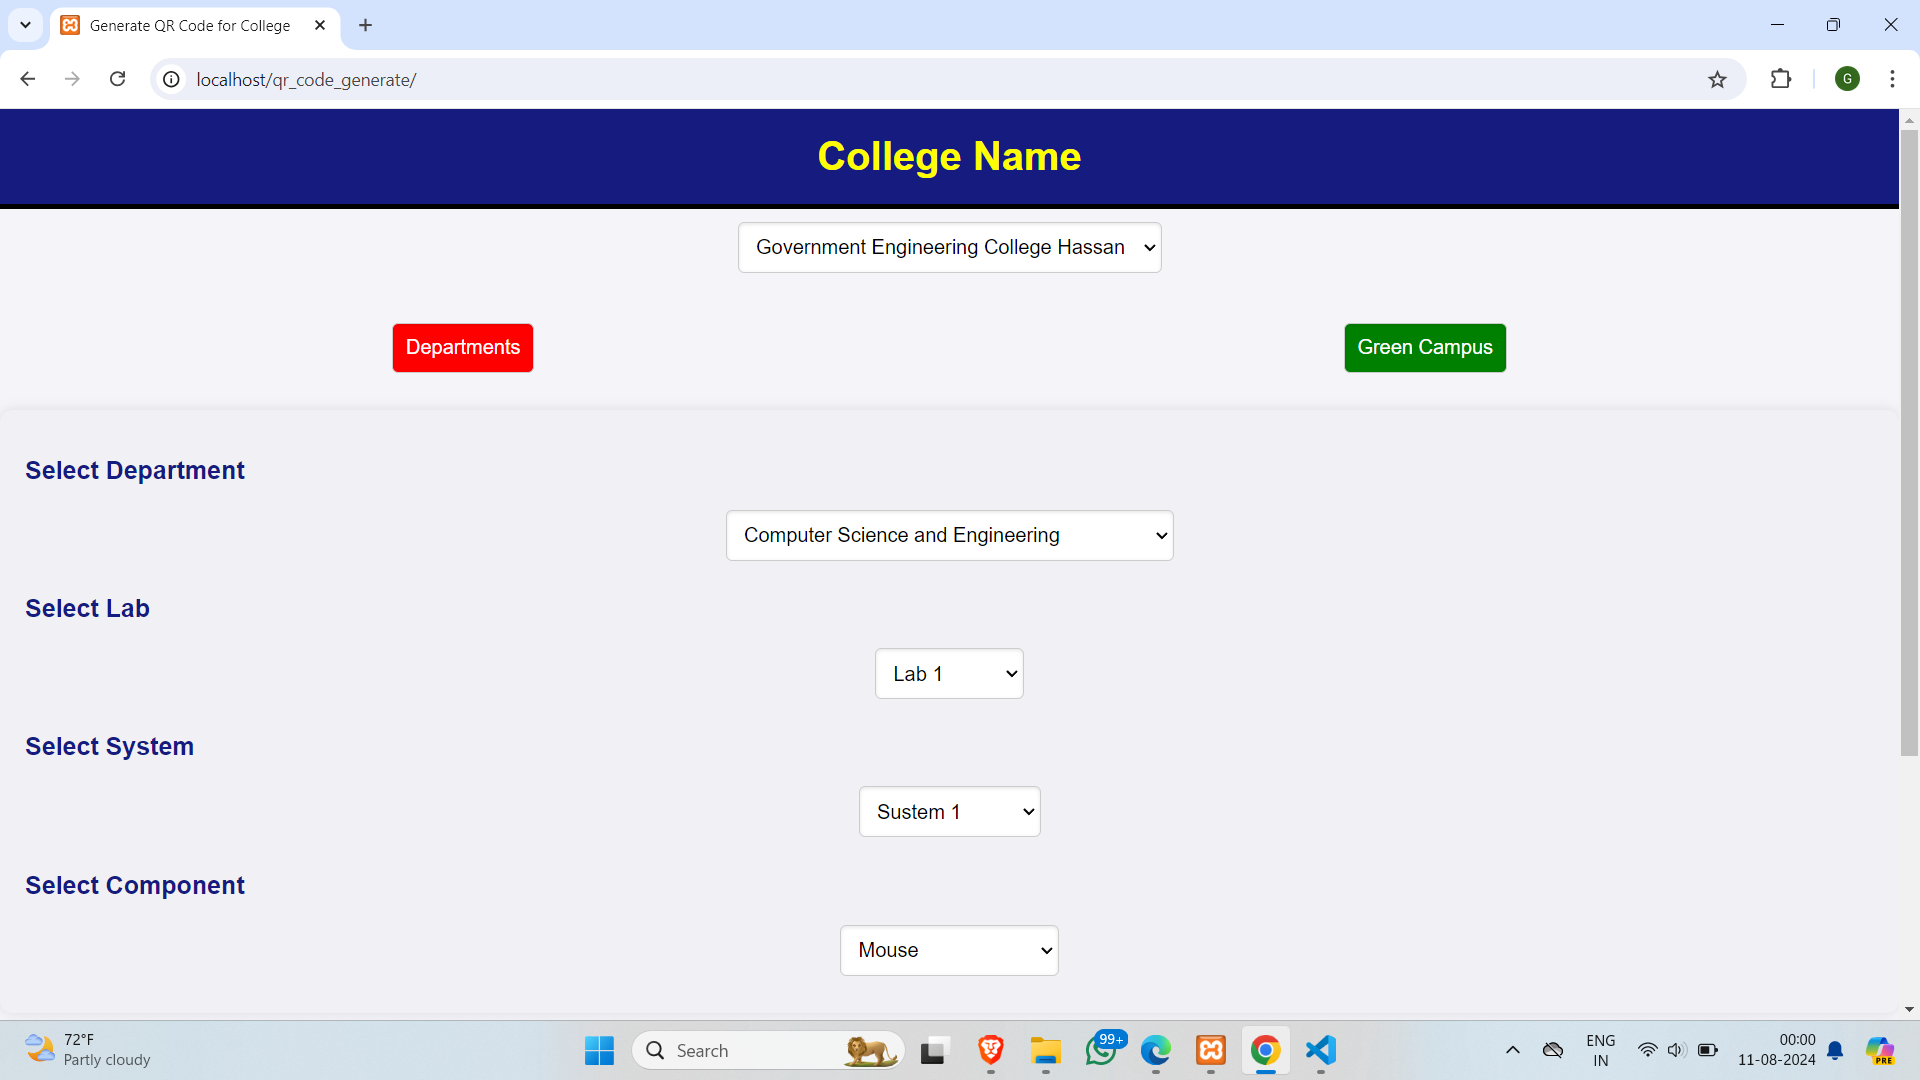 Generate QR Code for College
localhost/qr_code_generate/
G
College Name
Government Engineering College Hassan
Departments
Green Campus
Select Department
Computer Science and Engineering
Select Lab
Lab 1
Select System
Sustem 1
Select Component
Mouse
72°F
Partly cloudy
Search
99+
ENG
IN
00:00
11-08-2024
PRE